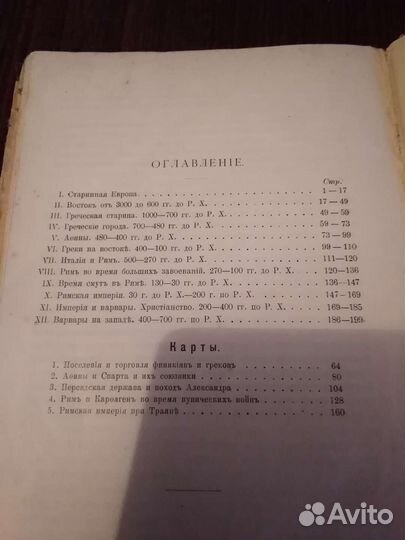 ОГЛАВЛЕНІЕ.
Стр.
I. Старинная Европа. 1—17
II. Востокъ отъ 3000 до 600 гг. до Р. Х. 17—49
III. Греческая старина. 1000—700 гг. до Р. Х. 49—59
IV. Греческіе города. 700—480 гг. до Р. Х. 59—73
V. Аѳины. 480—400 гг. до Р. Х. 73—99
VI. Греки на востокѣ. 400—100 гг. до Р. Х. 99—110
VII. Италія и Римъ. 500—270 гг. до Р. Х. 111—120
VIII. Римъ во время большихъ завоеваній. 270—100 гг. до Р. Х. 120—136
IX. Время смутъ въ Римѣ. 130—30 гг. до Р. Х. 136—147
X. Римская имперія. 30 г. до Р. Х.—200 г. по Р. Х. 147—169
XI. Имперія и варвары. Христіанство. 200—400 гг. по Р. Х. 169—185
XII. Варвары на западѣ. 400—700 гг. по Р. Х. 186—199
Карты.
1. Поселенія и торговля финикіянъ и грековъ 64
2. Аѳины и Спарта и ихъ союзники 80
3. Персидская держава и походъ Александра 104
4. Римъ и Карѳагенъ во время пуническихъ войнъ 128
5. Римская имперія при Траянѣ 160
Avito